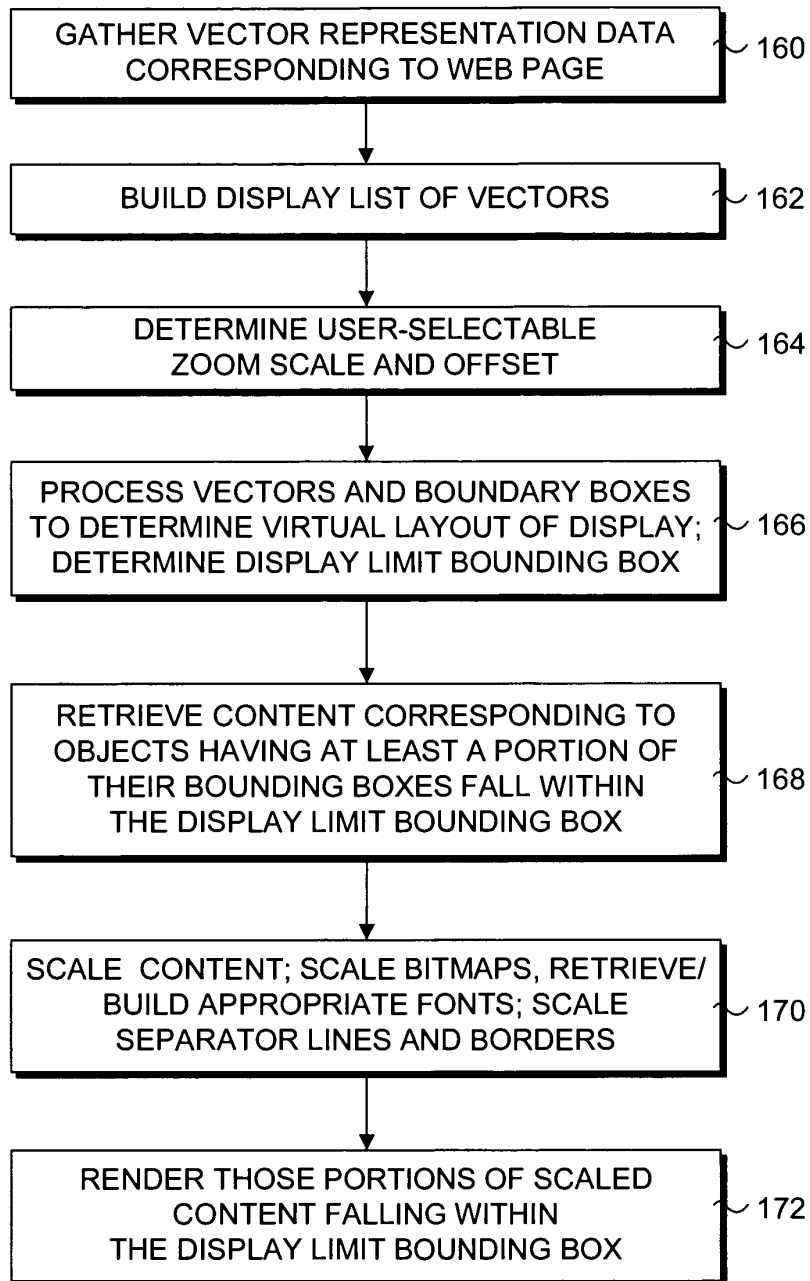 GATHER VECTOR REPRESENTATION DATA
CORRESPONDING TO WEB PAGE
160
BUILD DISPLAY LIST OF VECTORS
162
DETERMINE USER-SELECTABLE
ZOOM SCALE AND OFFSET
164
PROCESS VECTORS AND BOUNDARY BOXES
TO DETERMINE VIRTUAL LAYOUT OF DISPLAY;
DETERMINE DISPLAY LIMIT BOUNDING BOX
166
RETRIEVE CONTENT CORRESPONDING TO
OBJECTS HAVING AT LEAST A PORTION OF
THEIR BOUNDING BOXES FALL WITHIN
THE DISPLAY LIMIT BOUNDING BOX
168
SCALE CONTENT; SCALE BITMAPS, RETRIEVE/
BUILD APPROPRIATE FONTS; SCALE
SEPARATOR LINES AND BORDERS
170
RENDER THOSE PORTIONS OF SCALED
CONTENT FALLING WITHIN
THE DISPLAY LIMIT BOUNDING BOX
172